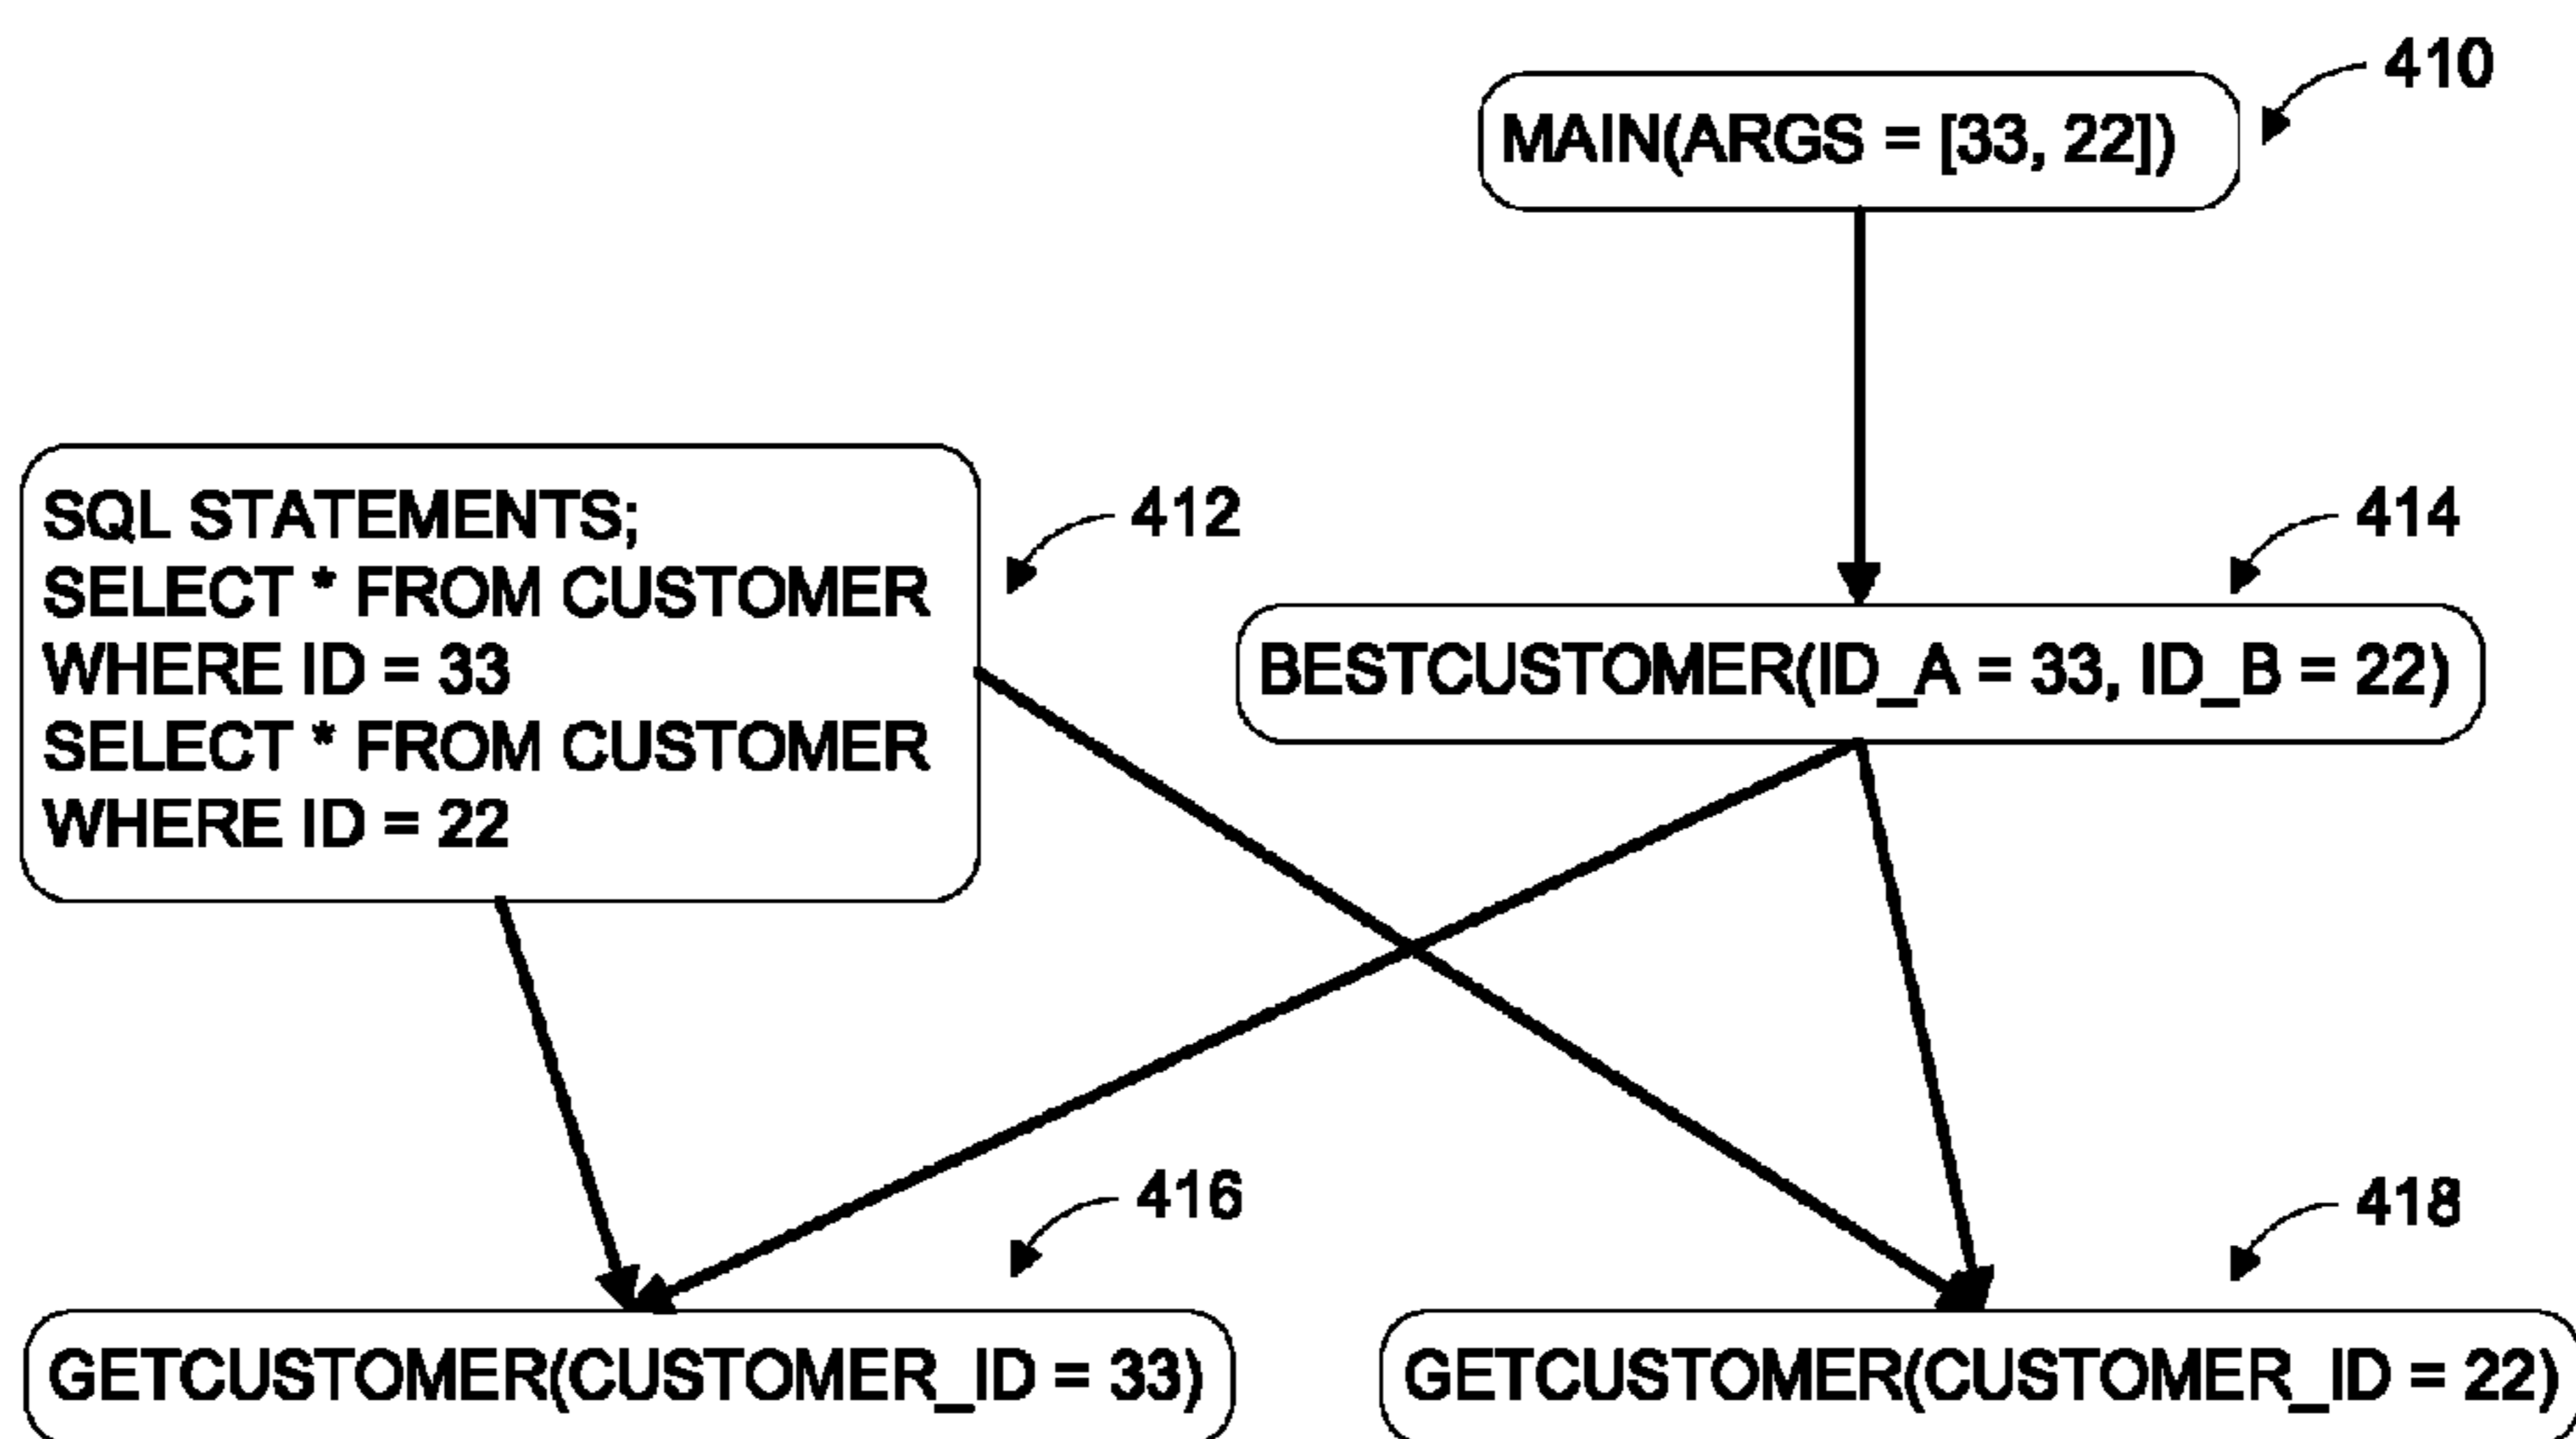 410
MAIN(ARGS = [33, 22])
412
SQL STATEMENTS;
SELECT * FROM CUSTOMER
WHERE ID = 33
SELECT * FROM CUSTOMER
WHERE ID = 22
414
BESTCUSTOMER(ID_A = 33, ID_B = 22)
416
GETCUSTOMER(CUSTOMER_ID = 33)
418
GETCUSTOMER(CUSTOMER_ID = 22)